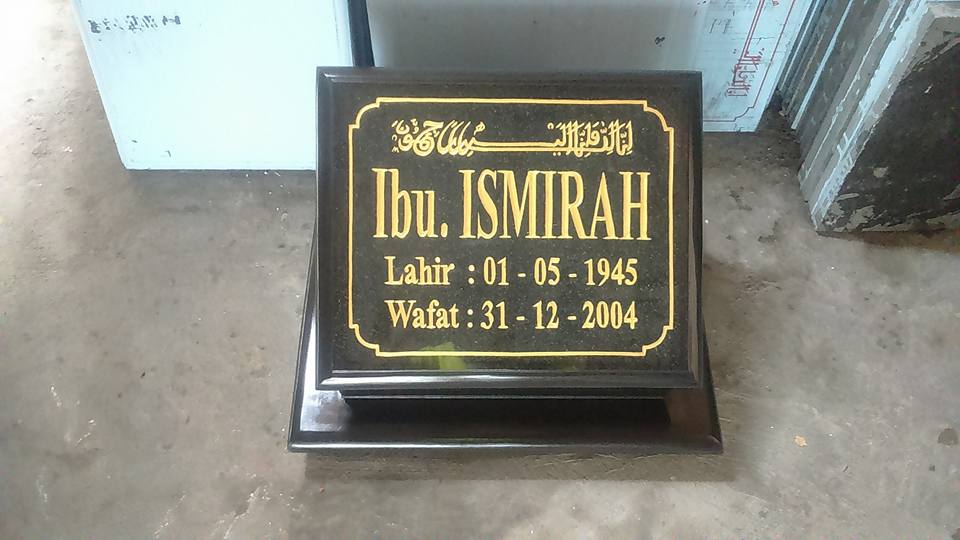 إنا لله وإنا إليه راجعون
Ibu. ISMIRAH
Lahir : 01 - 05 - 1945
Wafat : 31 - 12 - 2004